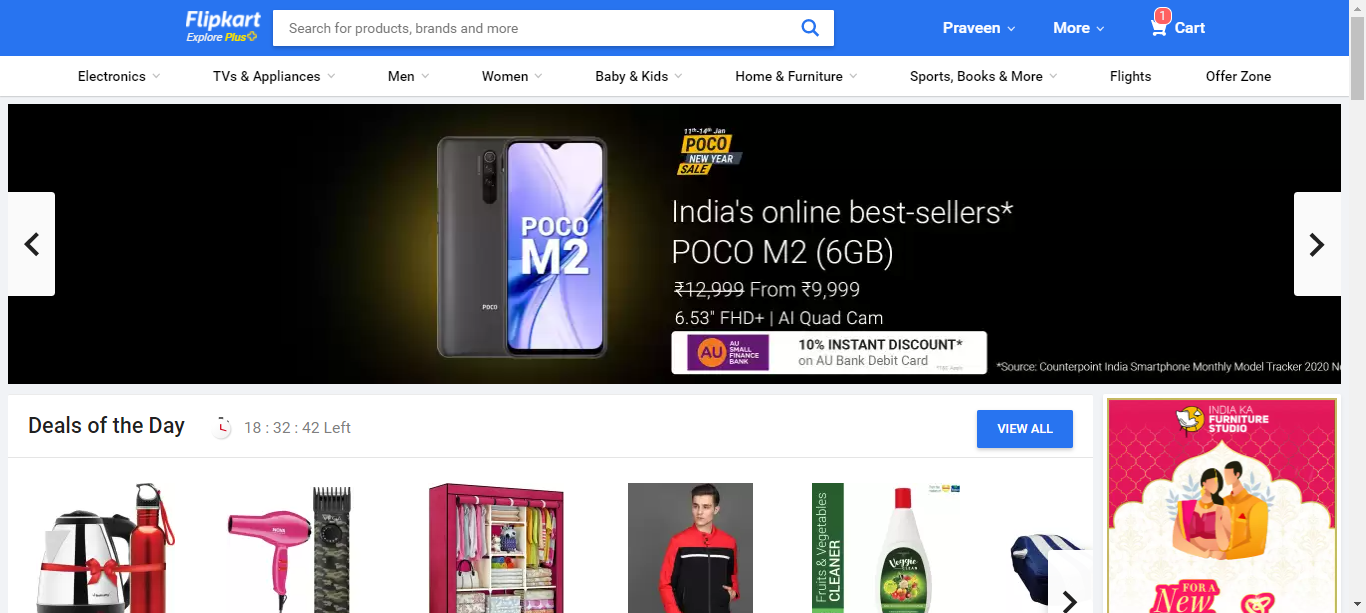 Flipkart
Explore Plus
Search for products, brands and more
Praveen
More
1
Cart
Electronics
TVs & Appliances
Men
Women
Baby & Kids
Home & Furniture
Sports, Books & More
Flights
Offer Zone
11th-14th Jan
POCO
NEW YEAR
SALE
India's online best-sellers*
POCO M2 (6GB)
₹12,999 From ₹9,999
6.53" FHD+ | AI Quad Cam
POCO
M2
POCO
AU
AU
SMALL
FINANCE
BANK
10% INSTANT DISCOUNT*
on AU Bank Debit Card
*T&C Apply
*Source: Counterpoint India Smartphone Monthly Model Tracker 2020 N
Deals of the Day
18 : 32 : 42 Left
VIEW ALL
INDIA KA
FURNITURE
STUDIO
NOVA
Fruits & Vegetables
CLEANER
Veggie
CLEAN
FOR A
New